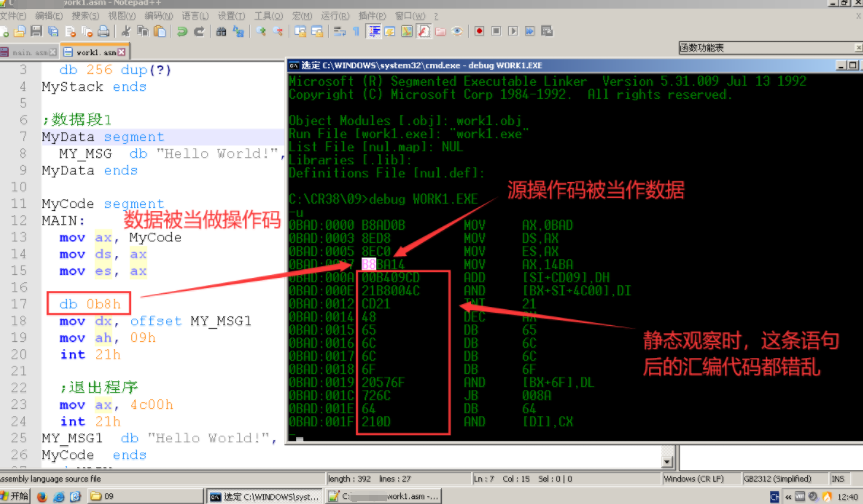 work1.asm - Notepad++
文件(F) 编辑(E) 搜索(S) 视图(V) 编码(N) 语言(L) 设置(T) 工具(O) 宏(M) 运行(R) 插件(P) 窗口(W) ?
main.asm work1.asm
函数功能表
3 db 256 dup(?)
4 MyStack ends
5
6 ;数据段1
7 MyData segment
8 MY_MSG db "Hello World!",
9 MyData ends
10
11 MyCode segment
12 MAIN:
数据被当做操作码
13 mov ax, MyCode
14 mov ds, ax
15 mov es, ax
16
17 db 0b8h
18 mov dx, offset MY_MSG1
19 mov ah, 09h
20 int 21h
21
22 ;退出程序
23 mov ax, 4c00h
24 int 21h
25 MY_MSG1 db "Hello World!",
26 MyCode ends
选定 C:\WINDOWS\system32\cmd.exe - debug WORK1.EXE
Microsoft (R) Segmented Executable Linker Version 5.31.009 Jul 13 1992
Copyright (C) Microsoft Corp 1984-1992. All rights reserved.
Object Modules [.obj]: work1.obj
Run File [work1.exe]: "work1.exe"
List File [nul.map]: NUL
Libraries [.lib]:
Definitions File [nul.def]:
C:\CR38\09>debug WORK1.EXE
-u
源操作码被当作数据
0BAD:0000 B8AD0B MOV AX,0BAD
0BAD:0003 8ED8 MOV DS,AX
0BAD:0005 8EC0 MOV ES,AX
0BAD:0007 B8BA14 MOV AX,14BA
0BAD:000A 00B409CD ADD [SI+CD09],DH
0BAD:000E 21B8004C AND [BX+SI+4C00],DI
0BAD:0012 CD21 INT 21
0BAD:0014 48 DEC AX
0BAD:0015 65 DB 65
0BAD:0016 6C DB 6C
0BAD:0017 6C DB 6C
0BAD:0018 6F DB 6F
0BAD:0019 20576F AND [BX+6F],DL
0BAD:001C 726C JB 008A
0BAD:001E 64 DB 64
0BAD:001F 210D AND [DI],CX
-
静态观察时，这条语句
后的汇编代码都错乱
ssembly language source file length : 392 lines : 27 Ln : 7 Col : 15 Sel : 0 | 0 Windows (CR LF) GB2312 (Simplified) INS
开始 09 选定 C:\WINDOWS\syst... work1.asm -... 12:40